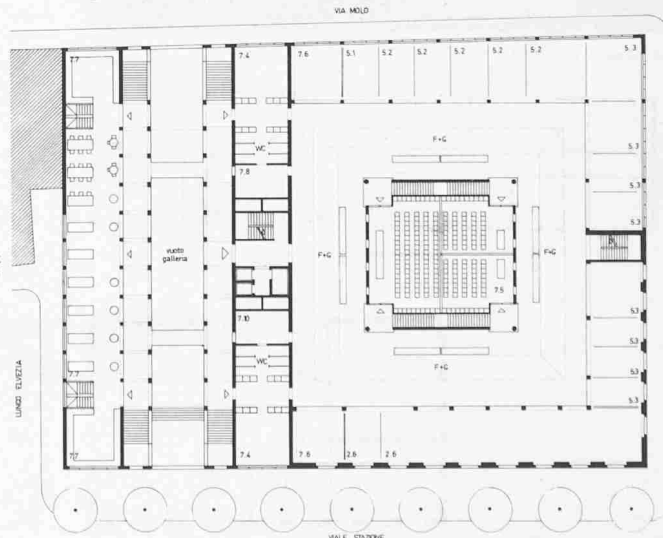 VIA MOLO
7.7
7.4
7.6
5.1
5.2
5.2
5.2
5.2
5.2
5.3
F+G
WC
5.3
7.8
5.3
5.3
vuoto
galleria
F+G
F+G
7.5
7.10
5.3
5.3
WC
F+G
5.3
7.7
5.3
7.7
7.4
7.6
2.6
2.6
LUNGO ELVEZIA
VIALE STAZIONE